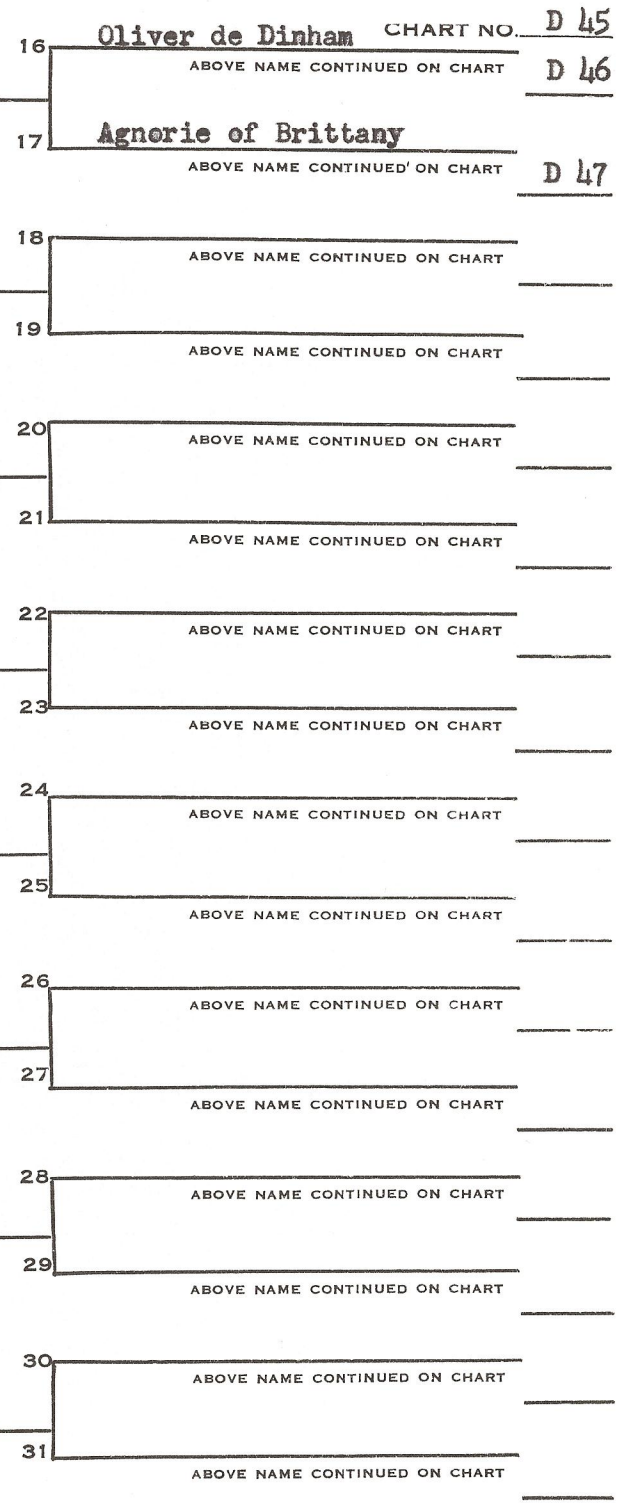 Oliver de Dinham CHART NO. D 45
16
ABOVE NAME CONTINUED ON CHART D 46
17 Agnorie of Brittany
ABOVE NAME CONTINUED' ON CHART D 47
18
ABOVE NAME CONTINUED ON CHART
19
ABOVE NAME CONTINUED ON CHART
20
ABOVE NAME CONTINUED ON CHART
21
ABOVE NAME CONTINUED ON CHART
22
ABOVE NAME CONTINUED ON CHART
23
ABOVE NAME CONTINUED ON CHART
24
ABOVE NAME CONTINUED ON CHART
25
ABOVE NAME CONTINUED ON CHART
26
ABOVE NAME CONTINUED ON CHART
27
ABOVE NAME CONTINUED ON CHART
28
ABOVE NAME CONTINUED ON CHART
29
ABOVE NAME CONTINUED ON CHART
30
ABOVE NAME CONTINUED ON CHART
31
ABOVE NAME CONTINUED ON CHART